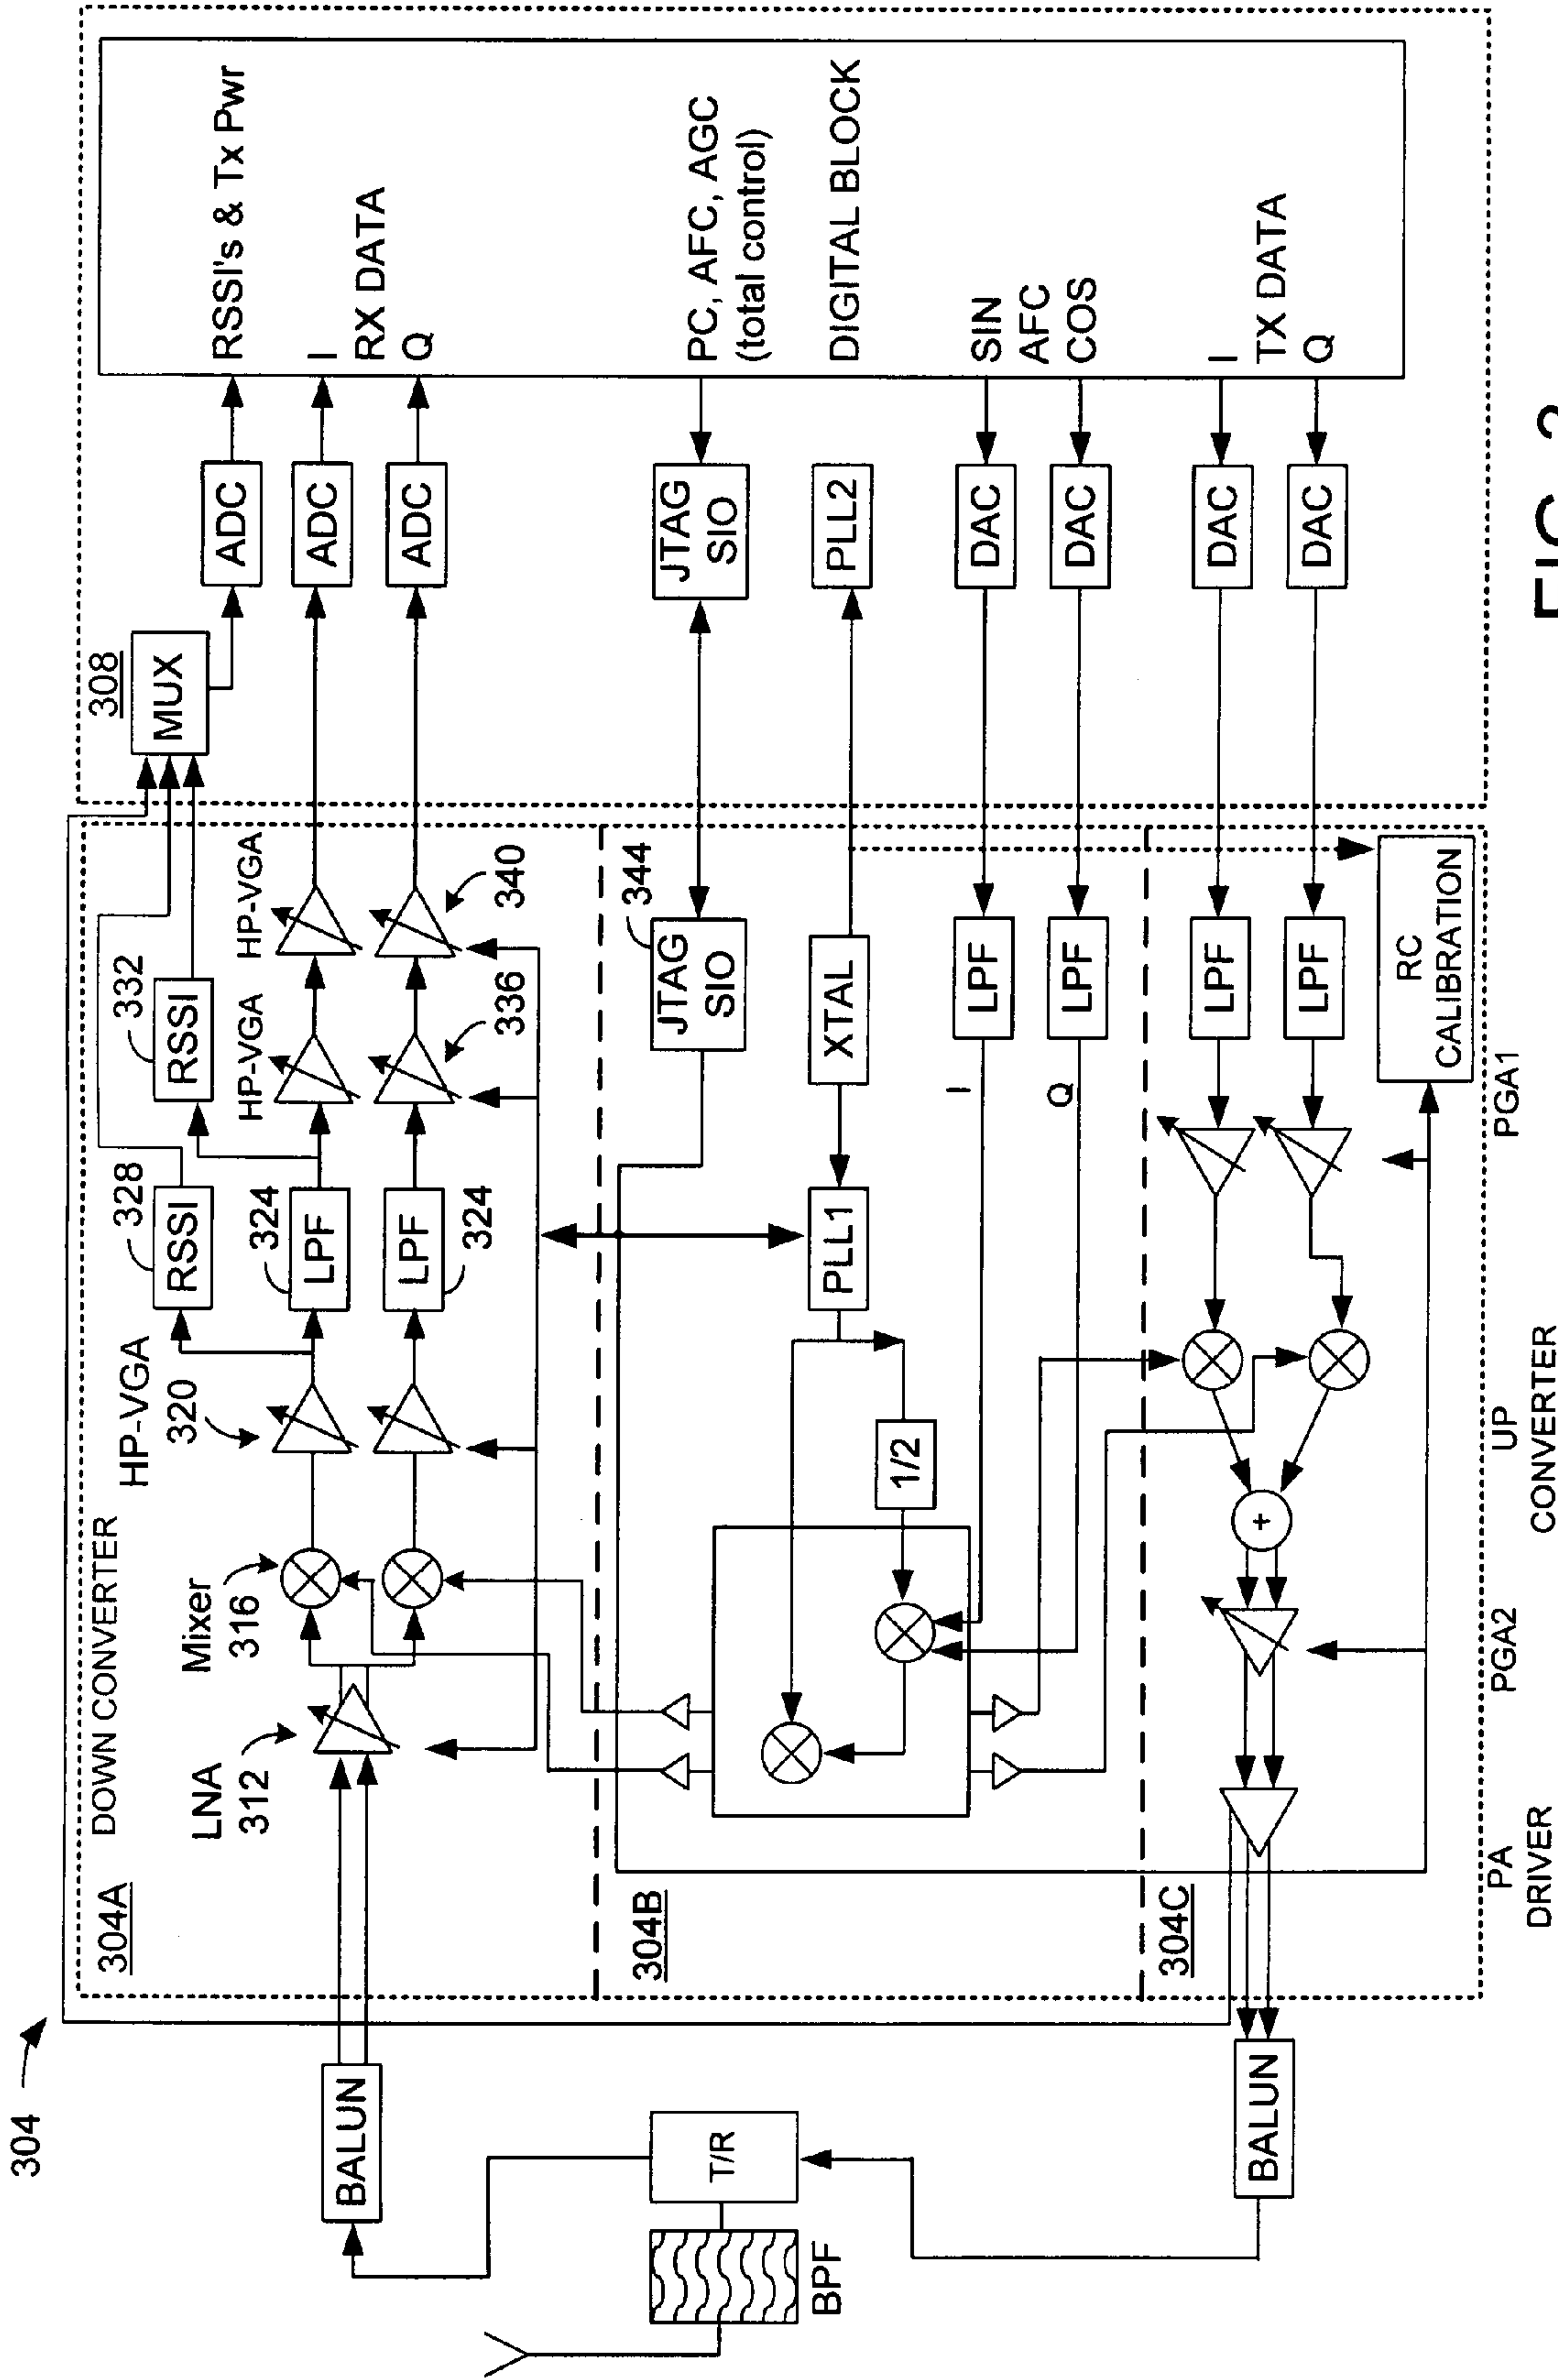 304
304A
DOWN CONVERTER
LNA
312
Mixer
316
HP-VGA
320
RSSI
328
LPF
324
LPF
324
RSSI
332
HP-VGA
HP-VGA
336
340
308
MUX
ADC
ADC
ADC
RSSI's & Tx Pwr
I
RX DATA
Q
BALUN
T/R
BPF
BALUN
304B
JTAG
SIO
344
XTAL
PLL1
1/2
LPF
LPF
I
Q
JTAG
SIO
PLL2
DAC
DAC
DAC
DAC
PC, AFC, AGC
(total control)
DIGITAL BLOCK
SIN
AFC
COS
I
TX DATA
Q
304C
LPF
LPF
RC
CALIBRATION
PA
DRIVER
PGA2
UP
CONVERTER
PGA1